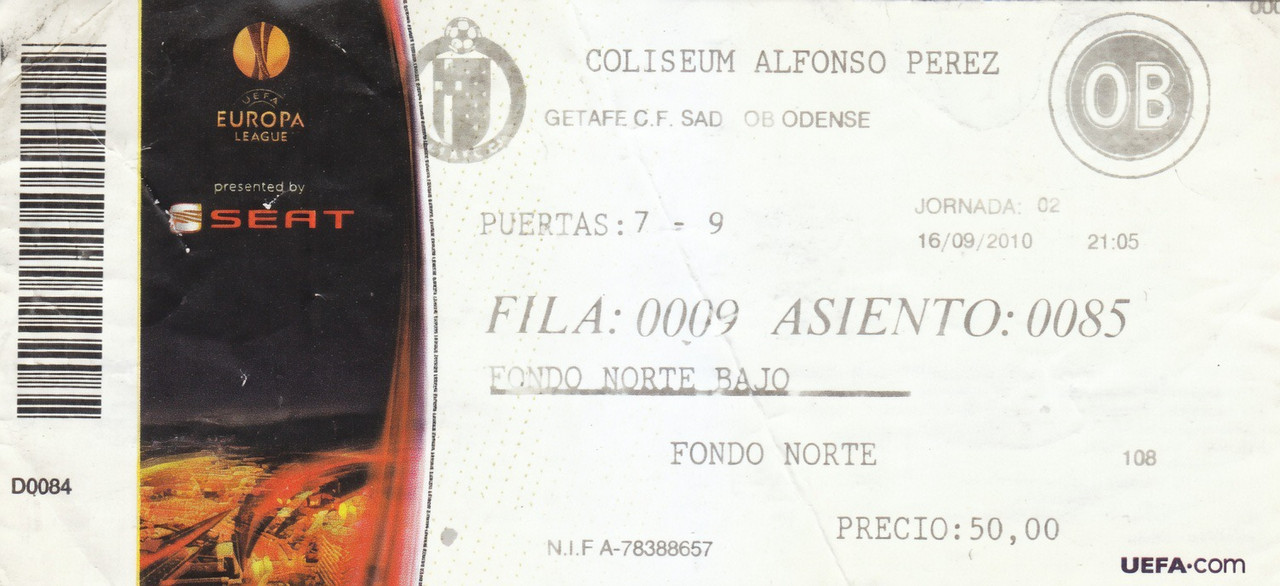 UEFA
EUROPA
LEAGUE
presented by
SEAT
D0084
COLISEUM ALFONSO PEREZ
GETAFE C.F. SAD OB ODENSE
OB
PUERTAS:7 - 9
JORNADA: 02
16/09/2010 21:05
FILA:0009 ASIENTO:0085
FONDO NORTE BAJO
FONDO NORTE
108
PRECIO:50,00
N.I.F A-78388657
UEFA.com